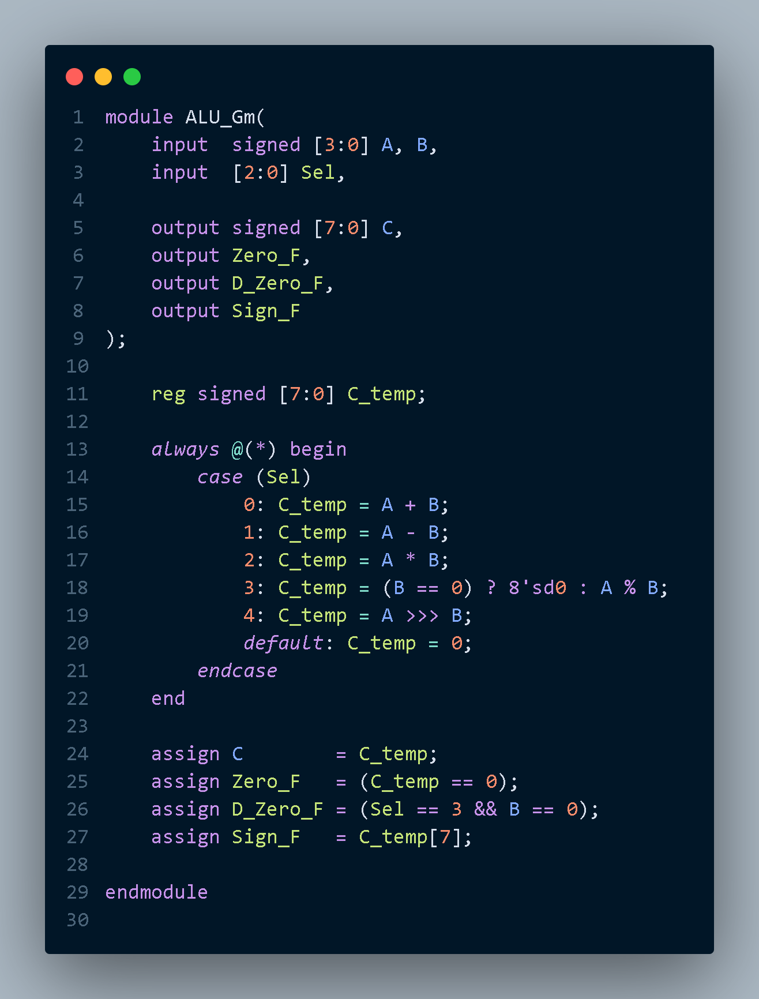 1 module ALU_Gm(
2     input  signed [3:0] A, B,
3     input  [2:0] Sel,
4
5     output signed [7:0] C,
6     output Zero_F,
7     output D_Zero_F,
8     output Sign_F
9 );
10
11     reg signed [7:0] C_temp;
12
13     always @(*) begin
14         case (Sel)
15             0: C_temp = A + B;
16             1: C_temp = A - B;
17             2: C_temp = A * B;
18             3: C_temp = (B == 0) ? 8'sd0 : A % B;
19             4: C_temp = A >>> B;
20             default: C_temp = 0;
21         endcase
22     end
23
24     assign C        = C_temp;
25     assign Zero_F   = (C_temp == 0);
26     assign D_Zero_F = (Sel == 3 && B == 0);
27     assign Sign_F   = C_temp[7];
28
29 endmodule
30